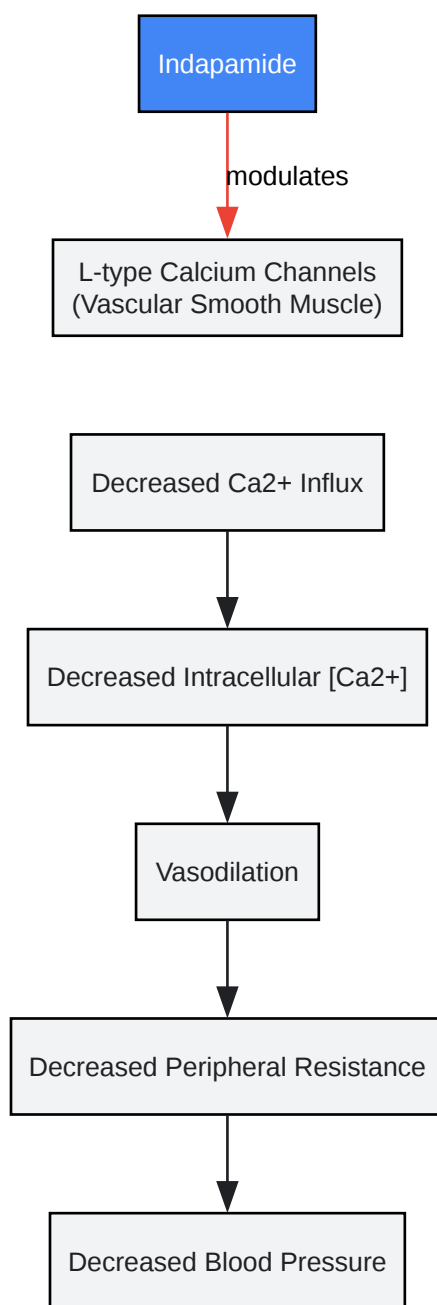 Indapamide
modulates
L-type Calcium Channels
(Vascular Smooth Muscle)
Decreased Ca2+ Influx
Decreased Intracellular [Ca2+]
Vasodilation
Decreased Peripheral Resistance
Decreased Blood Pressure